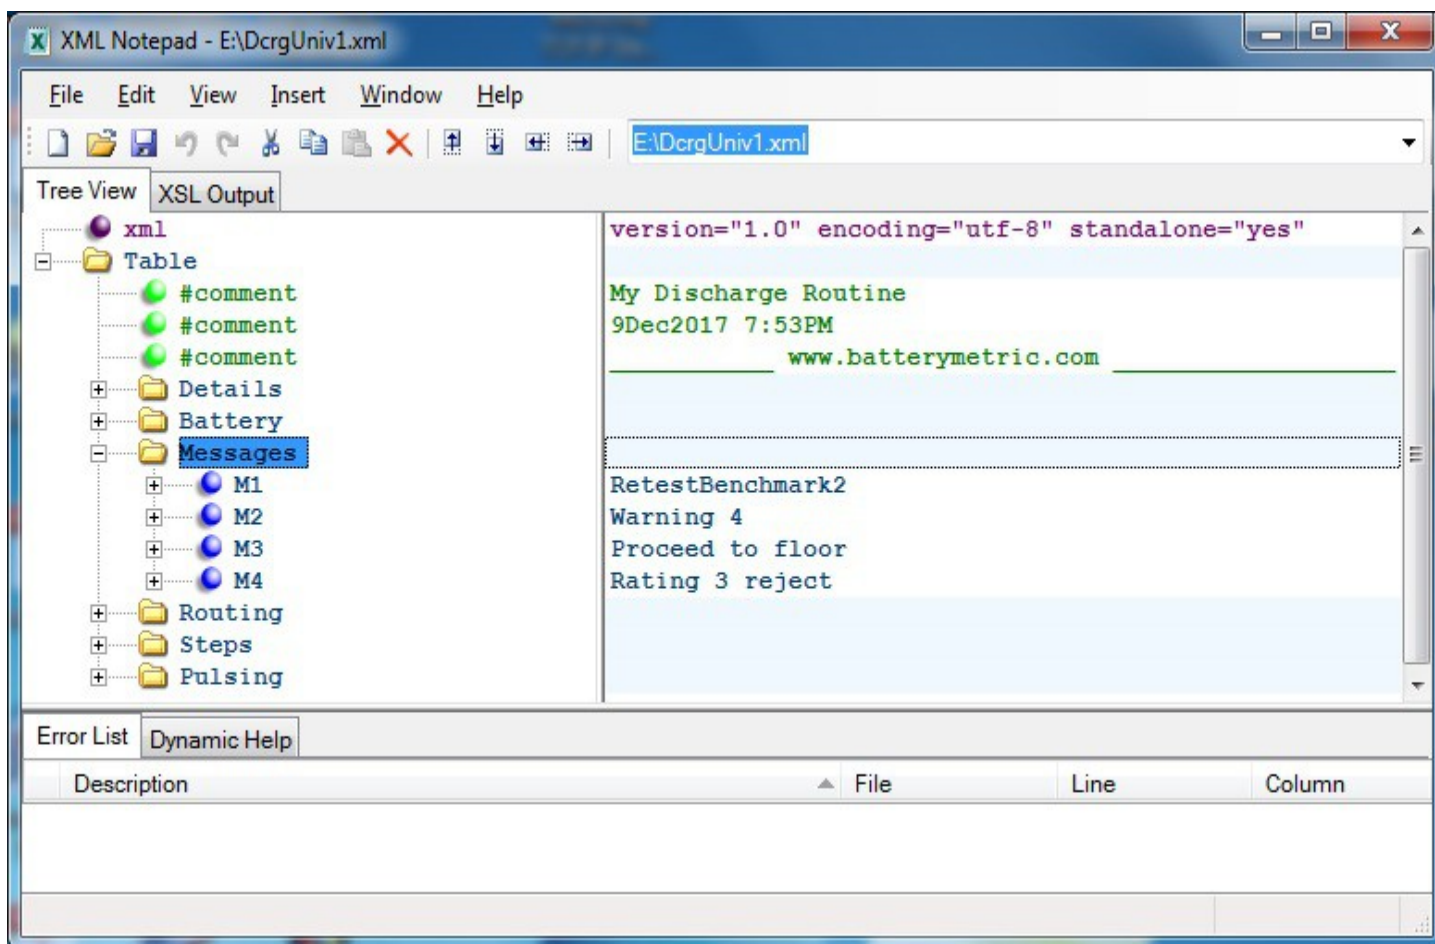 XML Notepad - E:\DcrgUniv1.xml
File Edit View Insert Window Help
E:\DcrgUniv1.xml
Tree View XSL Output
xml version="1.0" encoding="utf-8" standalone="yes"
Table
#comment My Discharge Routine
#comment 9Dec2017 7:53PM
#comment __________ www.batterymetric.com _________________
Details
Battery
Messages
M1 RetestBenchmark2
M2 Warning 4
M3 Proceed to floor
M4 Rating 3 reject
Routing
Steps
Pulsing
Error List Dynamic Help
Description File Line Column